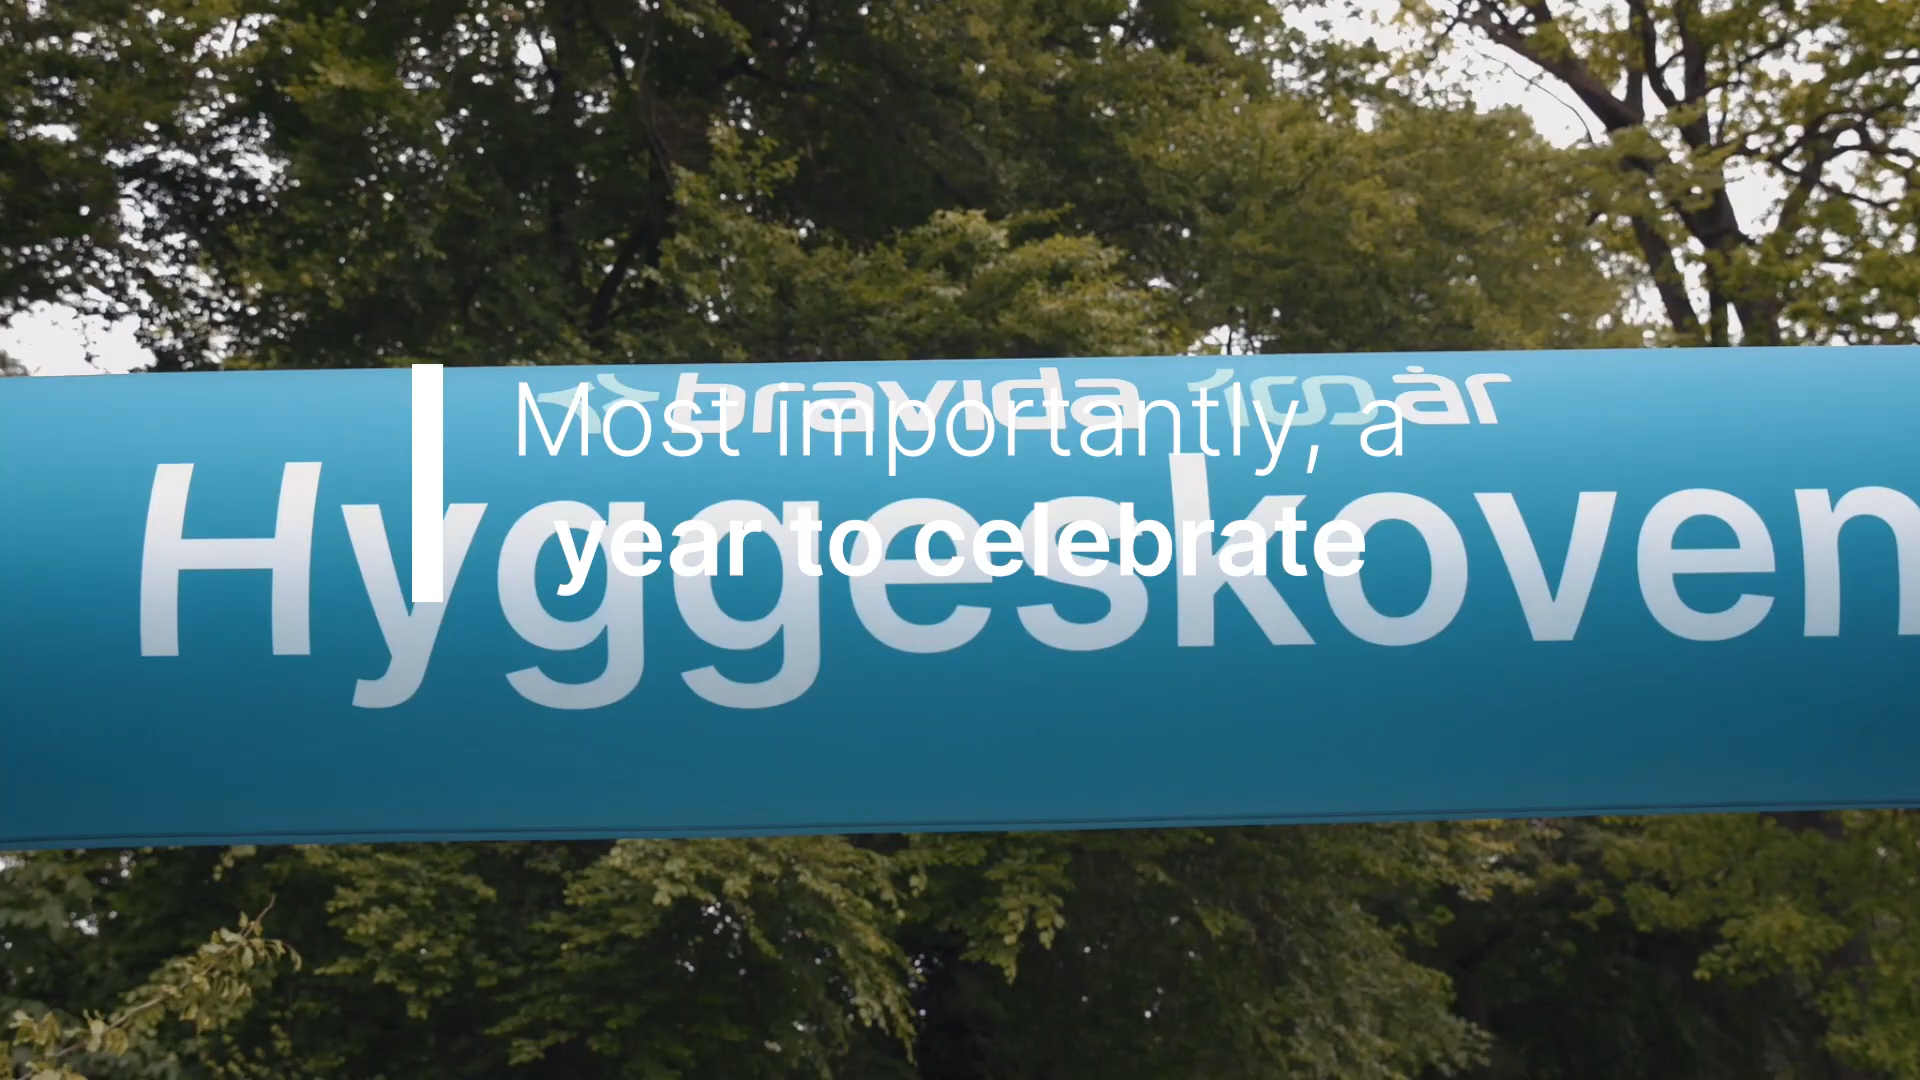 bravida 100 år
Hyggeskoven
Most importantly, a
year to celebrate